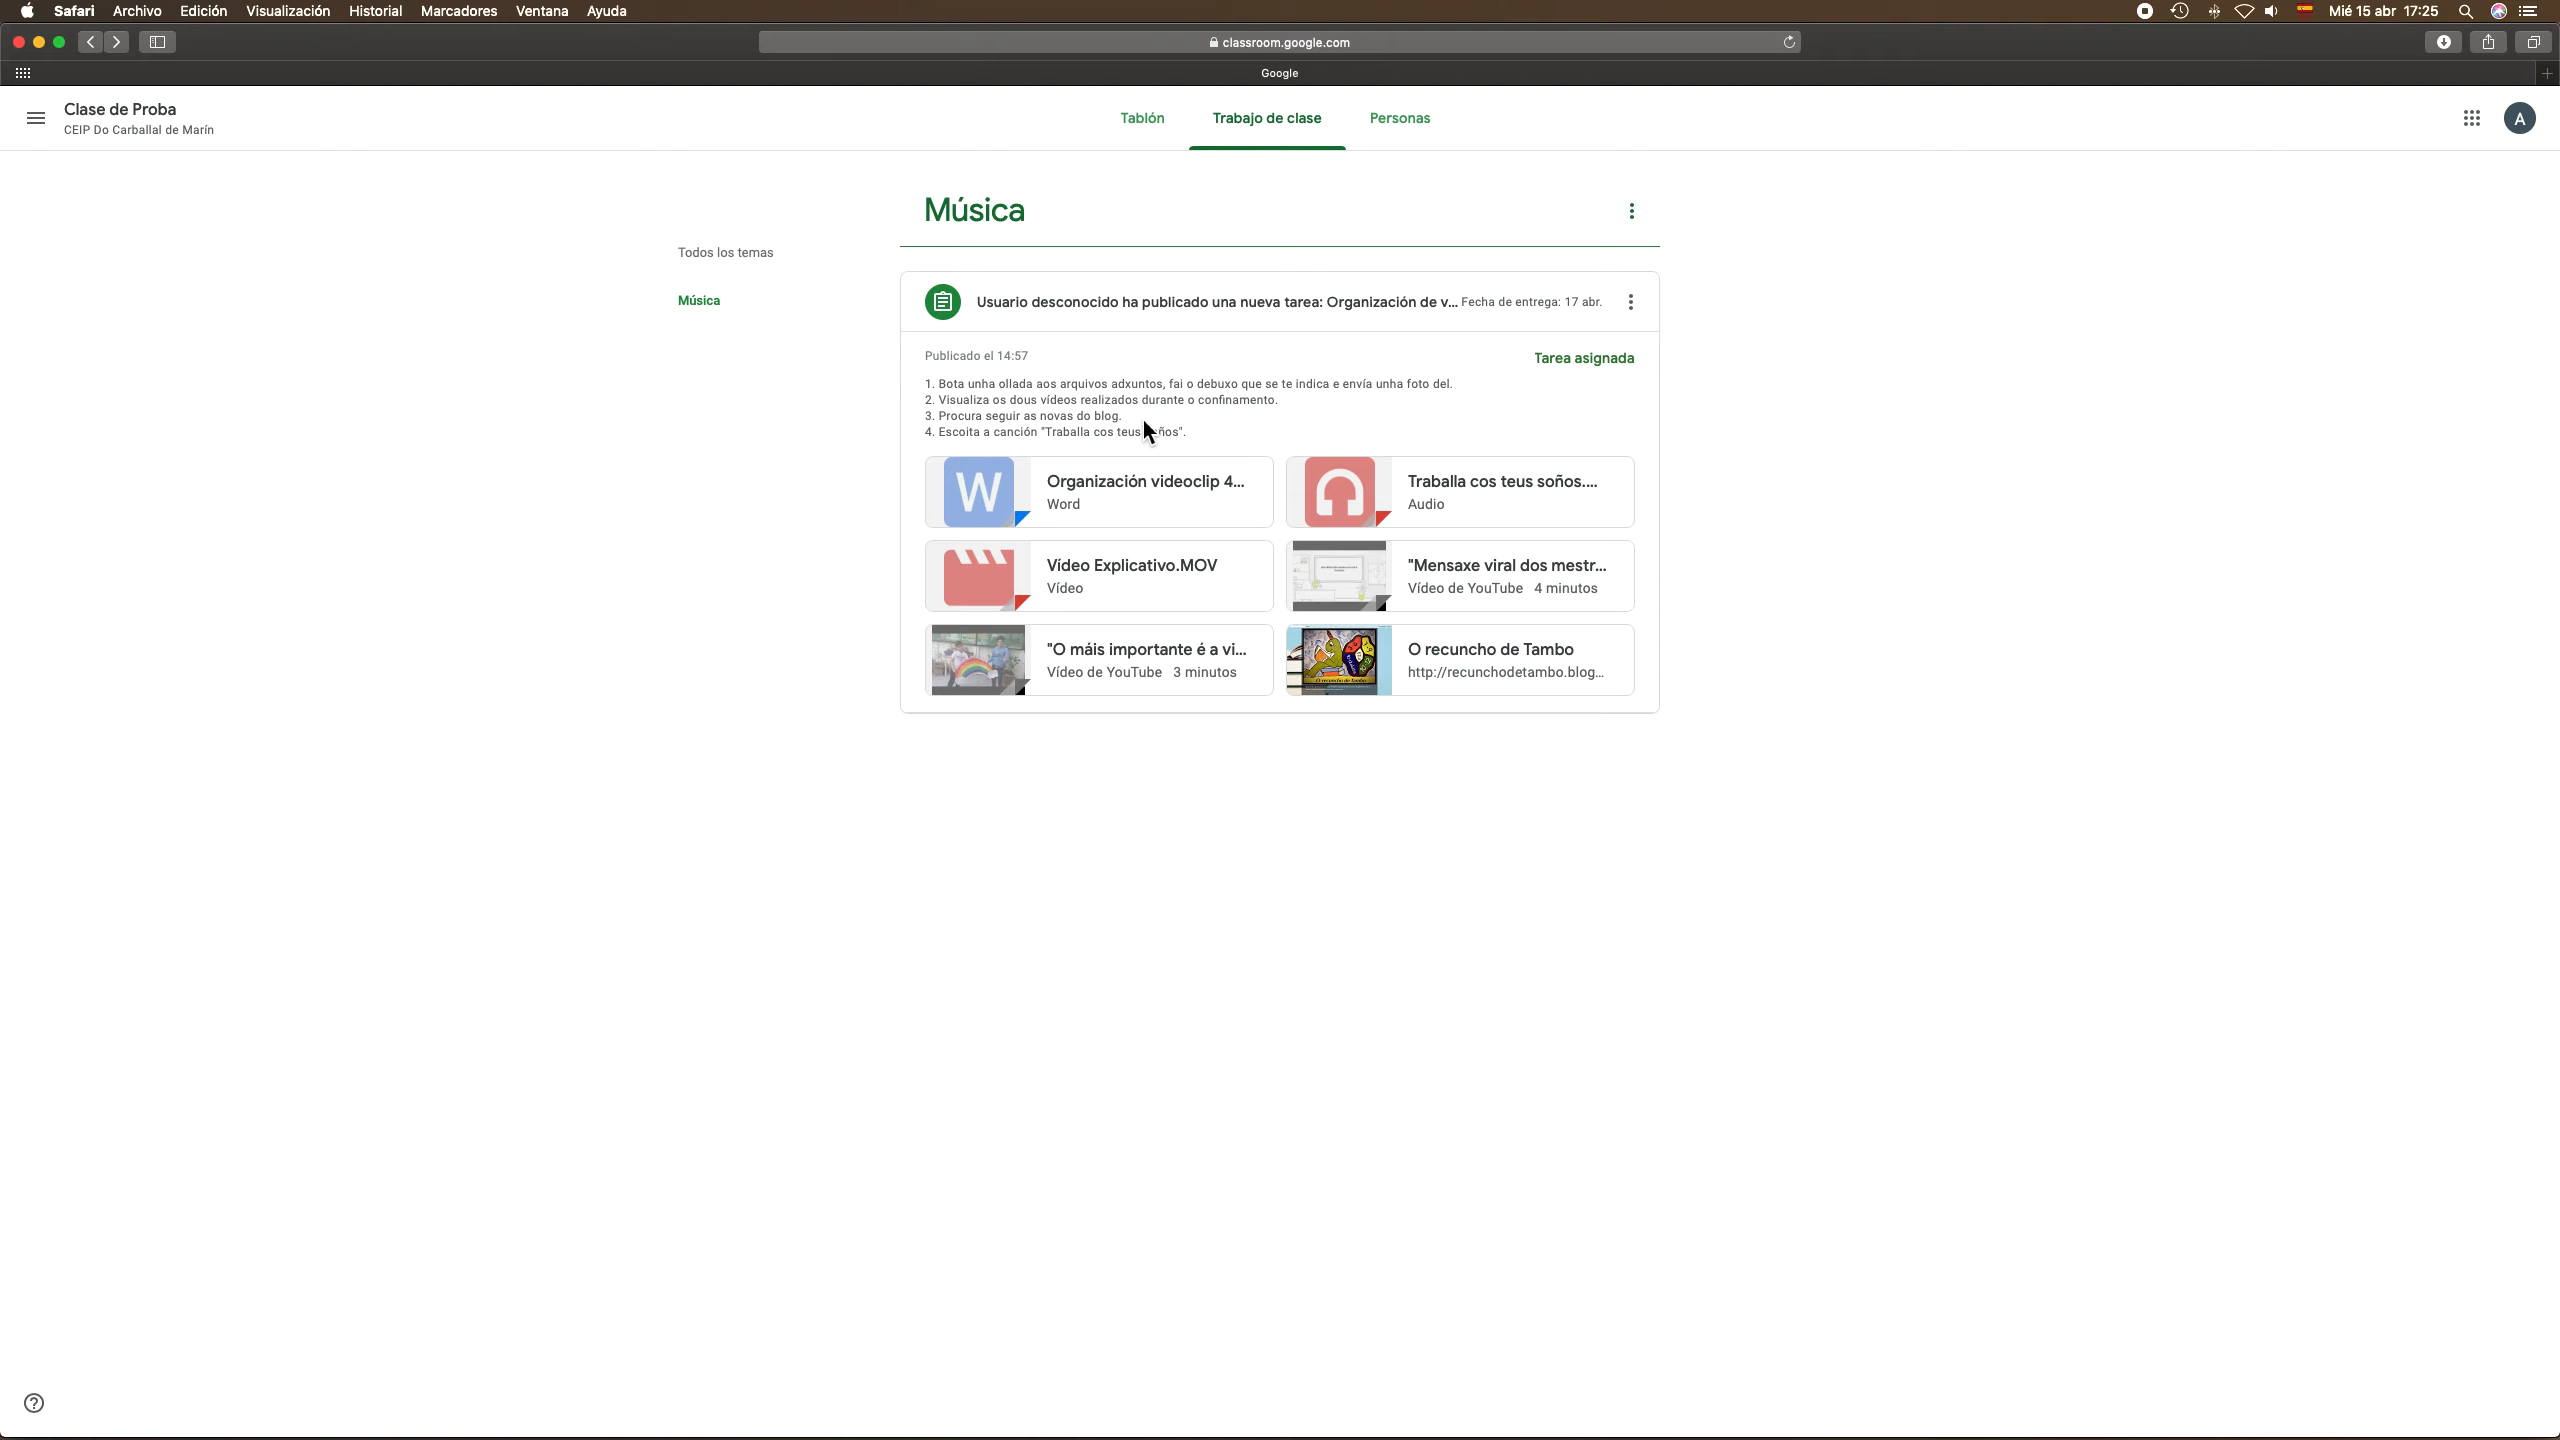 Safari Archivo Edición Visualización Historial Marcadores Ventana Ayuda
Mié 15 abr 17:25
classroom.google.com
Google
Clase de Proba
CEIP Do Carballal de Marín
Tablón
Trabajo de clase
Personas
A
Música
Todos los temas
Música
Usuario desconocido ha publicado una nueva tarea: Organización de v... Fecha de entrega: 17 abr.
Publicado el 14:57
Tarea asignada
1. Bota unha ollada aos arquivos adxuntos, fai o debuxo que se te indica e envía unha foto del.
2. Visualiza os dous vídeos realizados durante o confinamento.
3. Procura seguir as novas do blog.
4. Escoita a canción "Traballa cos teus ños".
W
Organización videoclip 4...
Word
Traballa cos teus soños....
Audio
Vídeo Explicativo.MOV
Vídeo
"Mensaxe viral dos mestr...
Vídeo de YouTube 4 minutos
"O máis importante é a vi...
Vídeo de YouTube 3 minutos
O recuncho de Tambo
O recuncho de Tambo
http://recunchodetambo.blog...